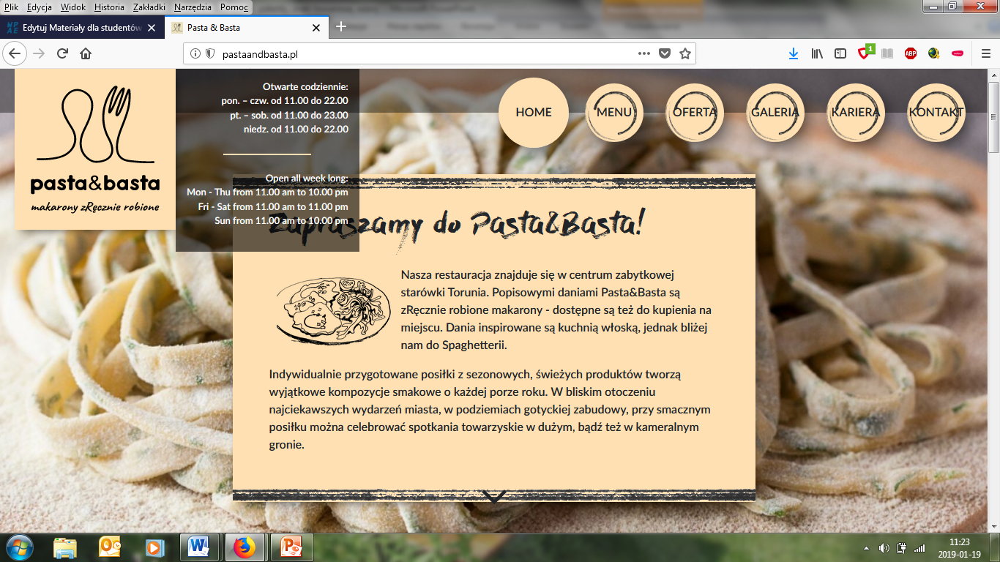 Plik Edycja Widok Historia Zakładki Narzędzia Pomoc
Edytuj Materiały dla studentów
Pasta & Basta
pastaandbasta.pl
1
ABP
pasta&basta
makarony zRęcznie robione
Otwarte codziennie:
pon. – czw. od 11.00 do 22.00
pt. – sob. od 11.00 do 23.00
niedz. od 11.00 do 22.00
Open all week long:
Mon - Thu from 11.00 am to 10.00 pm
Fri - Sat from 11.00 am to 11.00 pm
Sun from 11.00 am to 10.00 pm
HOME MENU OFERTA GALERIA KARIERA KONTAKT
Zapraszamy do Pasta&Basta!
Nasza restauracja znajduje się w centrum zabytkowej
starówki Torunia. Popisowymi daniami Pasta&Basta są
zRęcznie robione makarony - dostępne są też do kupienia na
miejscu. Dania inspirowane są kuchnią włoską, jednak bliżej
nam do Spaghetterii.
Indywidualnie przygotowane posiłki z sezonowych, świeżych produktów tworzą
wyjątkowe kompozycje smakowe o każdej porze roku. W bliskim otoczeniu
najciekawszych wydarzeń miasta, w podziemiach gotyckiej zabudowy, przy smacznym
posiłku można celebrować spotkania towarzyskie w dużym, bądź też w kameralnym
gronie.
11:23
2019-01-19